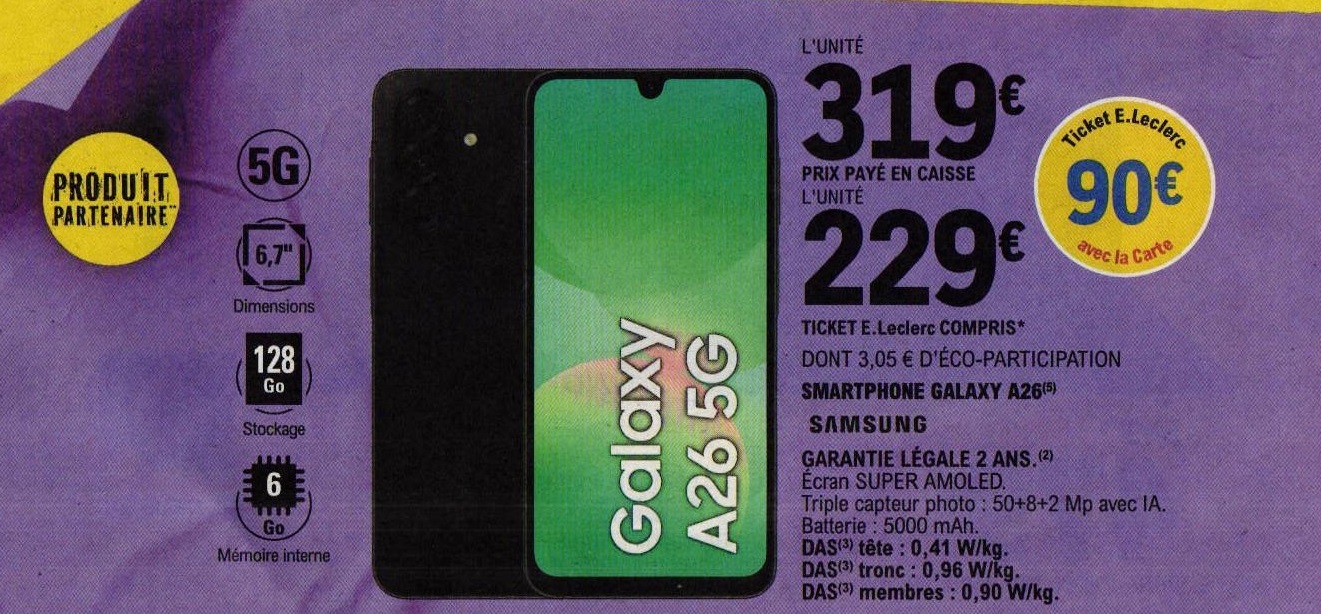 PRODUIT
PARTENAIRE
5G
6,7"
Dimensions
128
Go
Stockage
6
Go
Mémoire interne
Galaxy
A26 5G
L'UNITÉ
319€
PRIX PAYÉ EN CAISSE
L'UNITÉ
229€
TICKET E.Leclerc COMPRIS*
DONT 3,05 € D'ÉCO-PARTICIPATION
SMARTPHONE GALAXY A26(5)
SAMSUNG
GARANTIE LÉGALE 2 ANS.(2)
Écran SUPER AMOLED.
Triple capteur photo : 50+8+2 Mp avec IA.
Batterie : 5000 mAh.
DAS(3) tête : 0,41 W/kg.
DAS(3) tronc : 0,96 W/kg.
DAS(3) membres : 0,90 W/kg.
Ticket E.Leclerc
90€
avec la Carte